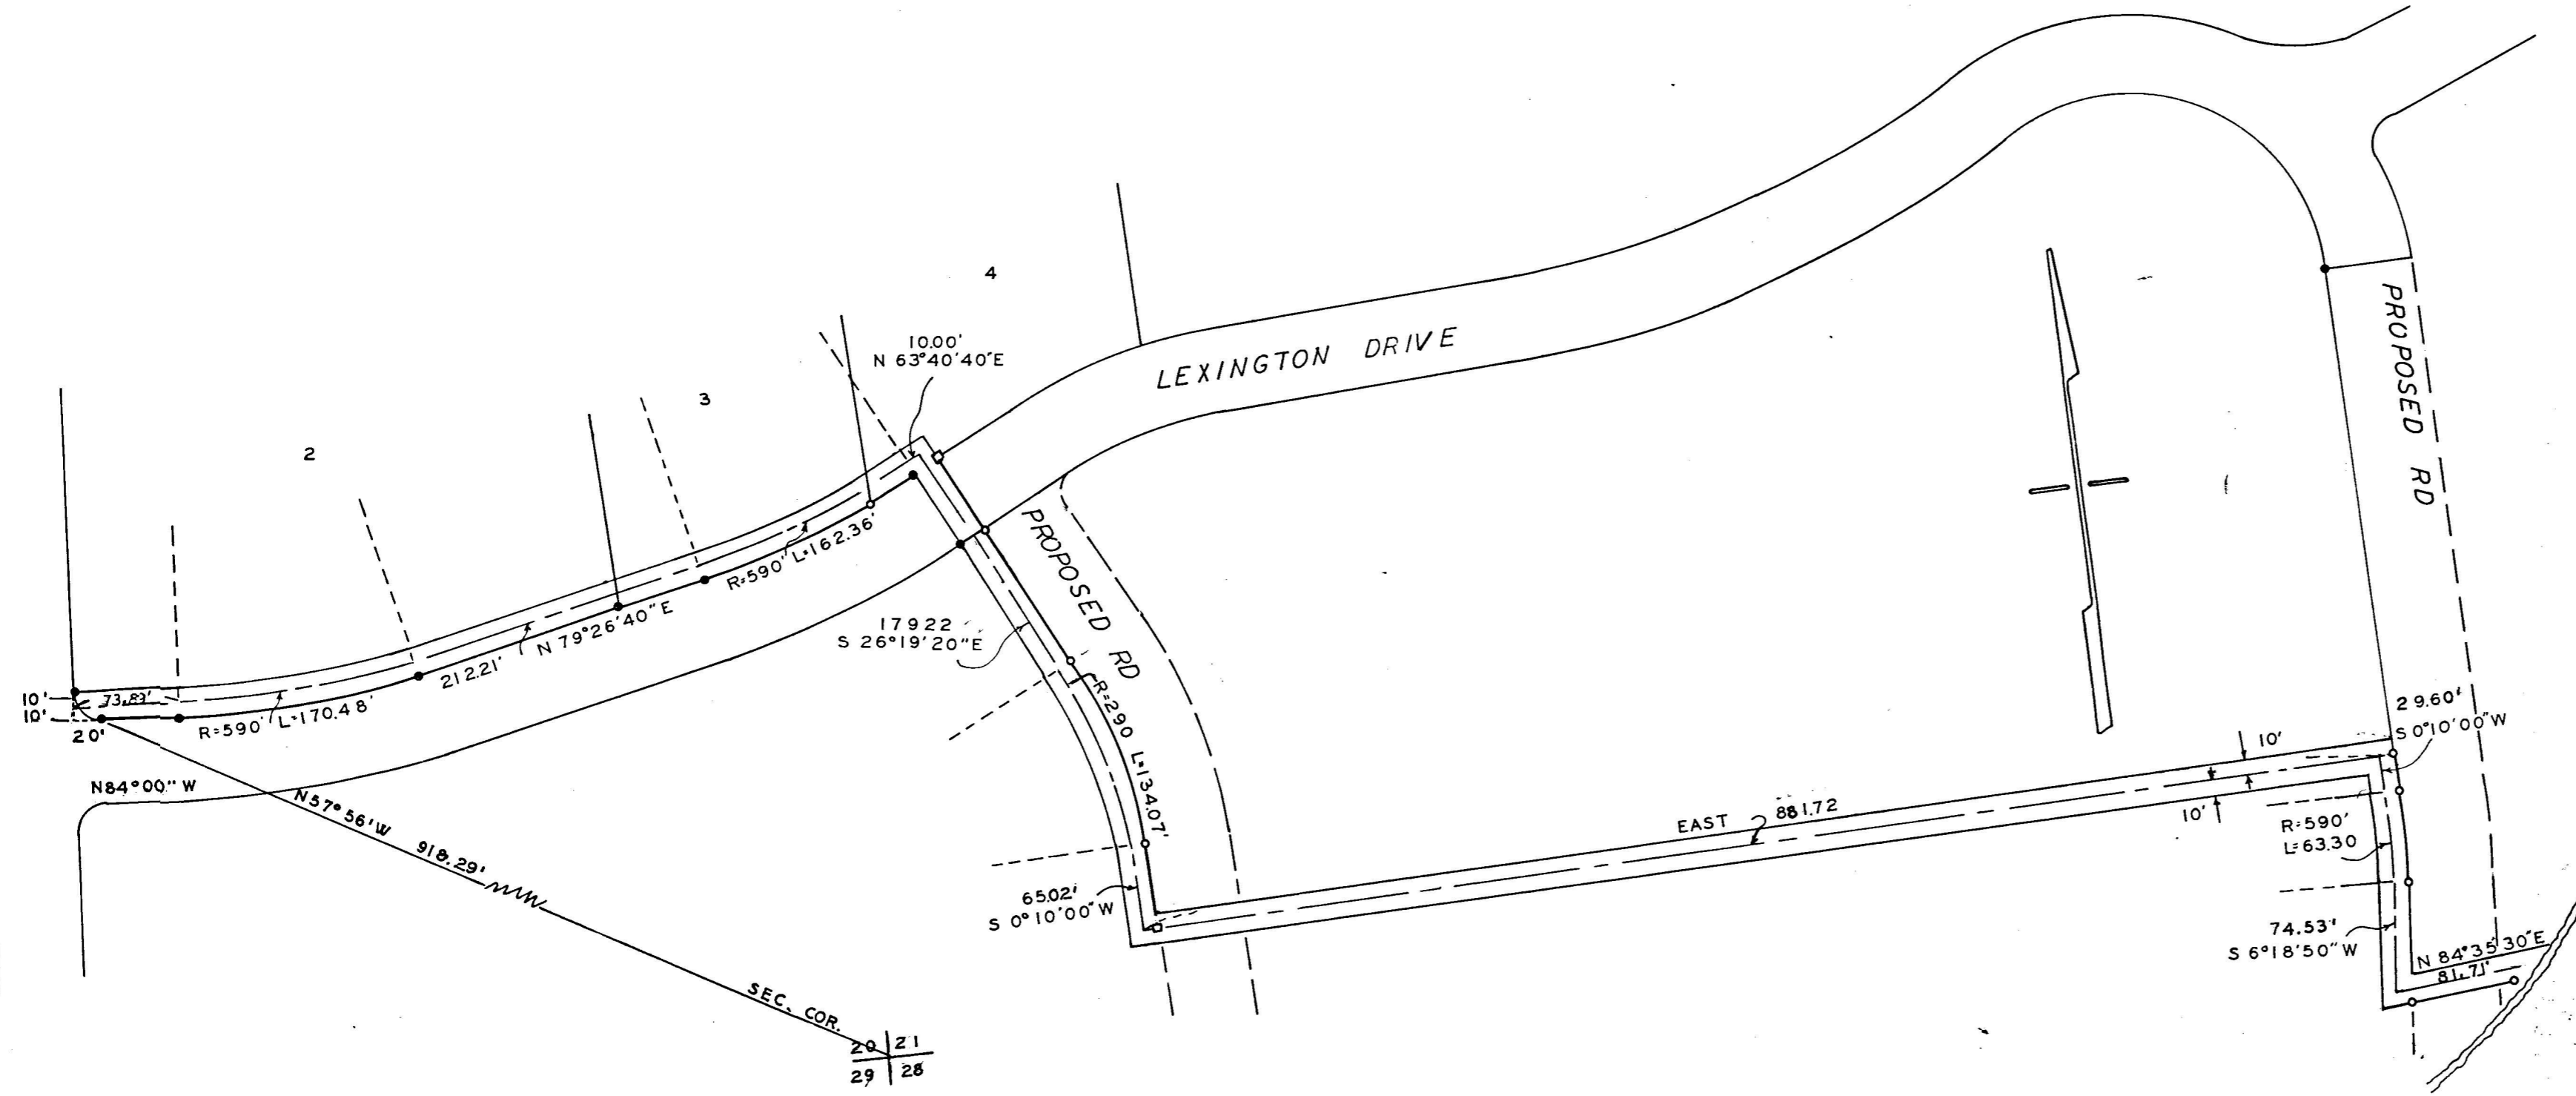 4
10.00'
N 63°40'40"E
LEXINGTON DRIVE
3
2
PROPOSED RD
PROPOSED RD
R=590' L=162.36'
N 79°26'40"E
212.21'
R=590' L=170.48'
73.89'
10'
10'
20'
17922
S 26°19'20"E
R=290 L=134.07'
N84°00" W
N57°56'W
918.29'
SEC. COR.
20 21
29 28
65.02'
S 0°10'00"W
EAST 881.72
10'
10'
29.60'
S 0°10'00"W
R=590'
L=63.30
74.53'
S 6°18'50"W
N 84°35'30"E
81.71'